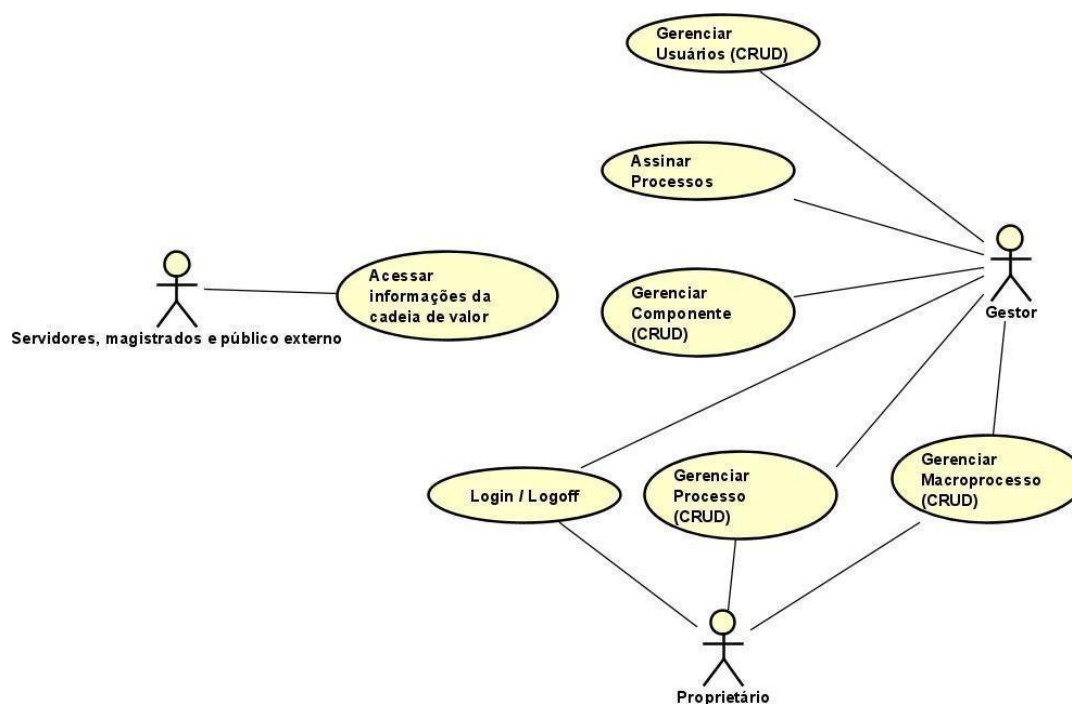 Gerenciar
Usuários (CRUD)
Assinar
Processos
Acessar
informações da
cadeia de valor
Servidores, magistrados e público externo
Gerenciar
Componente
(CRUD)
Gestor
Login / Logoff
Gerenciar
Processo
(CRUD)
Gerenciar
Macroprocesso
(CRUD)
Proprietário